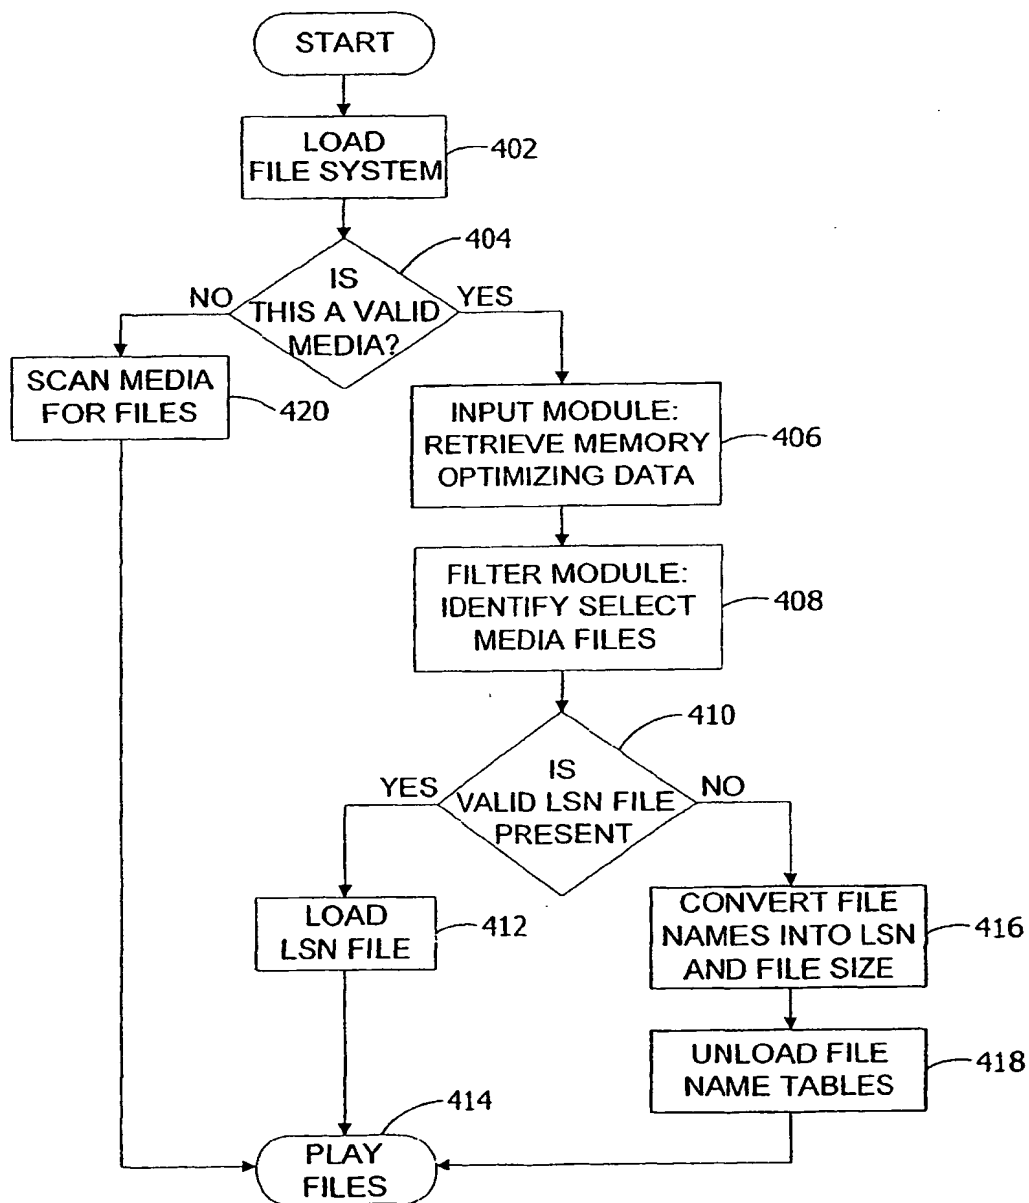 START
LOAD
FILE SYSTEM
402
404
IS
THIS A VALID
MEDIA?
NO
YES
SCAN MEDIA
FOR FILES
420
INPUT MODULE:
RETRIEVE MEMORY
OPTIMIZING DATA
406
FILTER MODULE:
IDENTIFY SELECT
MEDIA FILES
408
410
IS
VALID LSN FILE
PRESENT
YES
NO
LOAD
LSN FILE
412
CONVERT FILE
NAMES INTO LSN
AND FILE SIZE
416
UNLOAD FILE
NAME TABLES
418
414
PLAY
FILES